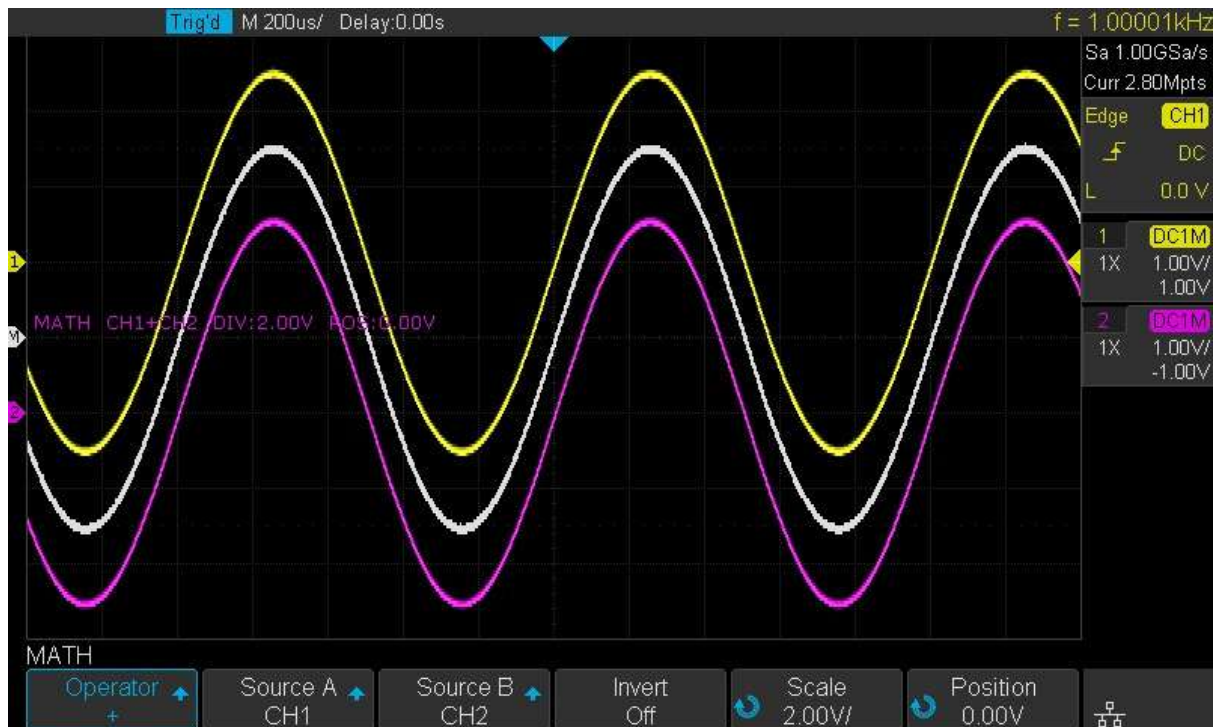 Trig'd M 200us/ Delay:0.00s f = 1.00001kHz
Sa 1.00GSa/s
Curr 2.80Mpts
Edge CH1
DC
L 0.0 V
1 DC1M
1X 1.00V/
1.00V
2 DC1M
1X 1.00V/
-1.00V
1
MATH CH1+CH2 DIV:2.00V POS:0.00V
M
2
MATH
Operator Source A Source B Invert Scale Position
+ CH1 CH2 Off 2.00V/ 0.00V